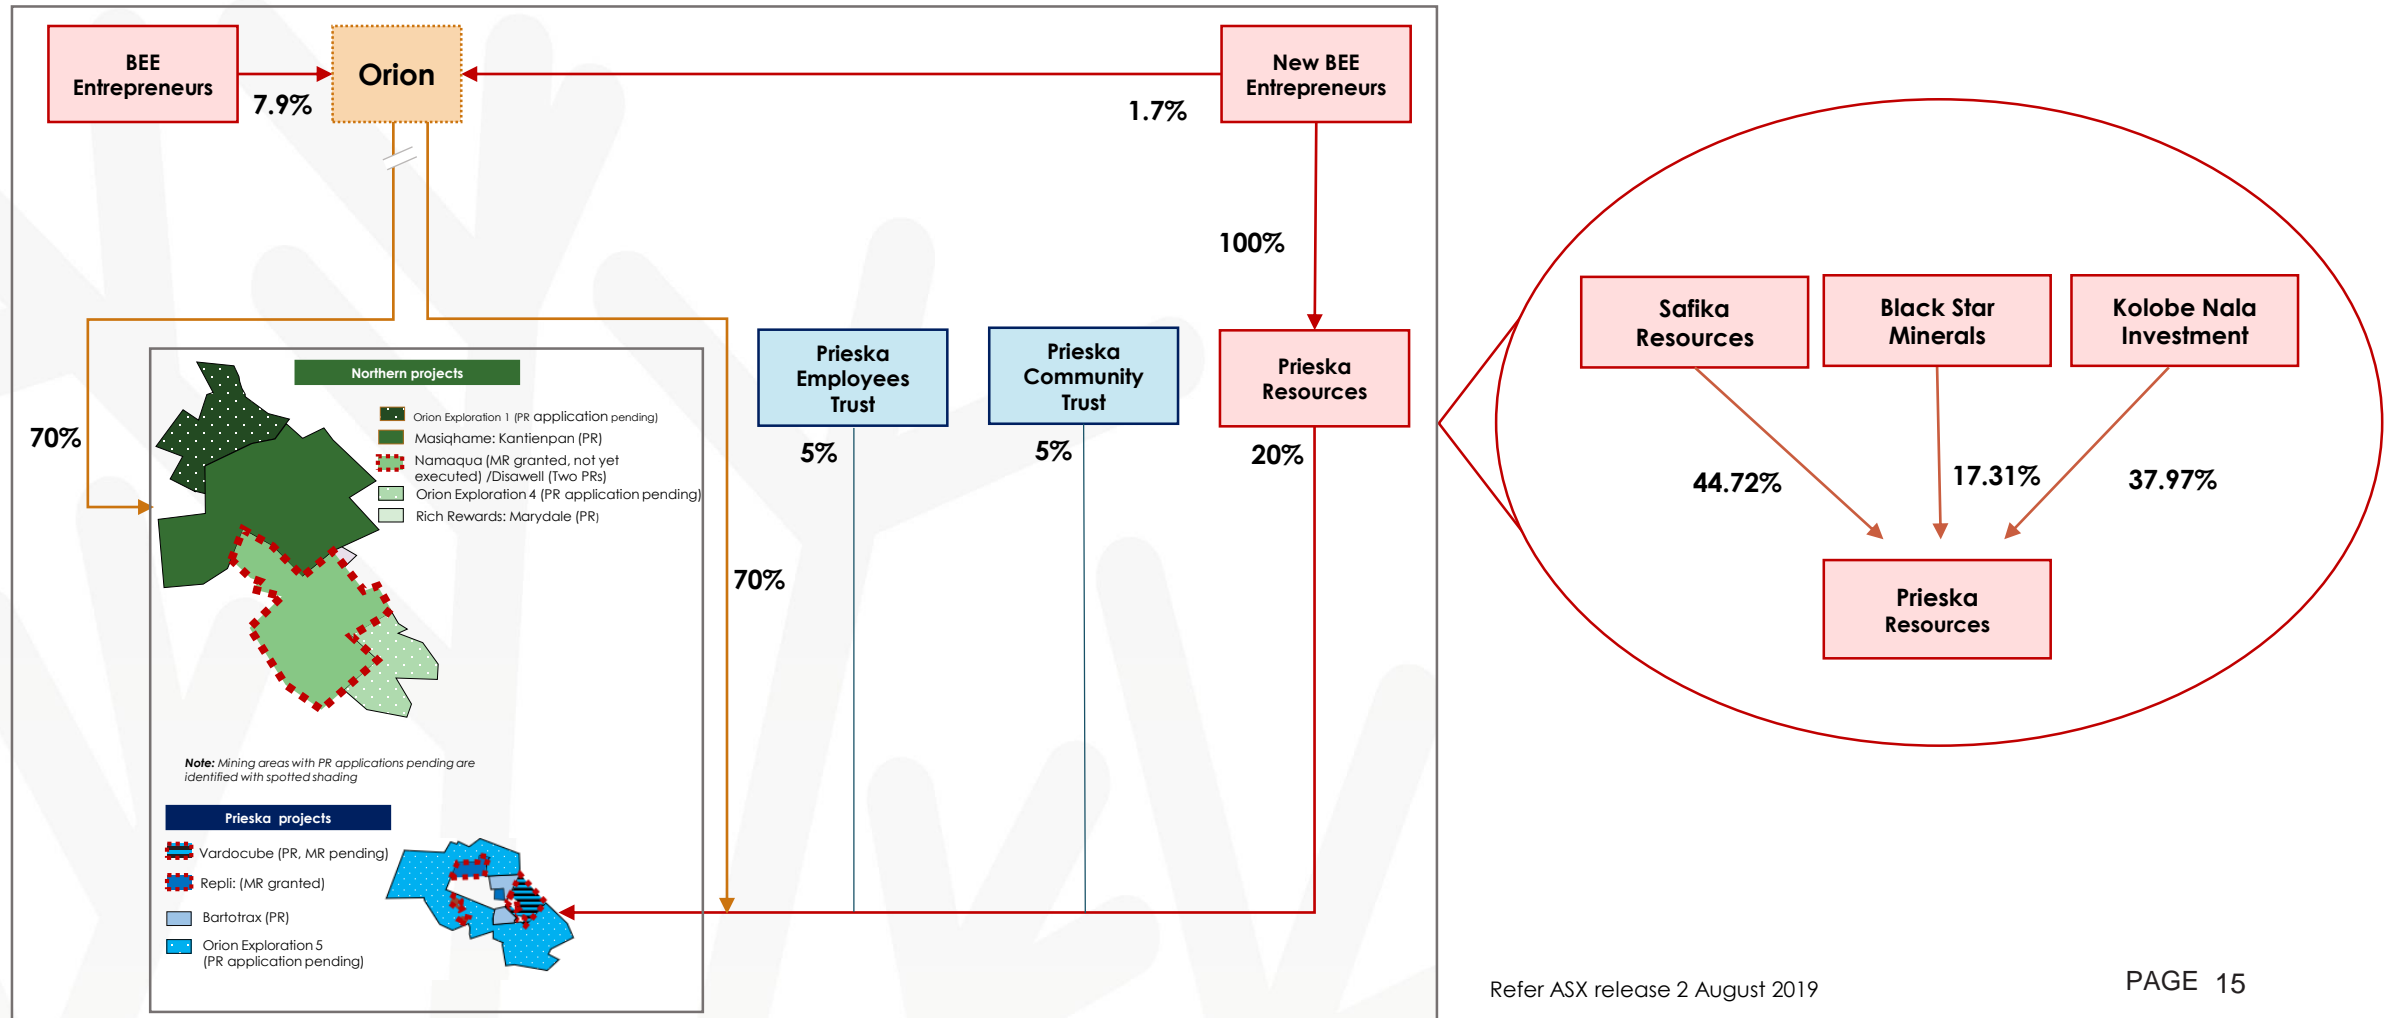 BEE
Entrepreneurs
7.9%
Orion
1.7%
New BEE
Entrepreneurs
100%
70%
Northern projects
Orion Exploration 1 (PR application pending)
Masiqhame: Kantienpan (PR)
Namaqua (MR granted, not yet
executed) /Disawell (Two PRs)
Orion Exploration 4 (PR application pending)
Rich Rewards: Marydale (PR)
Note: Mining areas with PR applications pending are
identified with spotted shading
Prieska projects
Vardocube (PR, MR pending)
Repli: (MR granted)
Bartotrax (PR)
Orion Exploration 5
(PR application pending)
70%
Prieska
Employees
Trust
5%
Prieska
Community
Trust
5%
Prieska
Resources
20%
Safika
Resources
Black Star
Minerals
Kolobe Nala
Investment
44.72%
17.31%
37.97%
Prieska
Resources
Refer ASX release 2 August 2019
PAGE 15